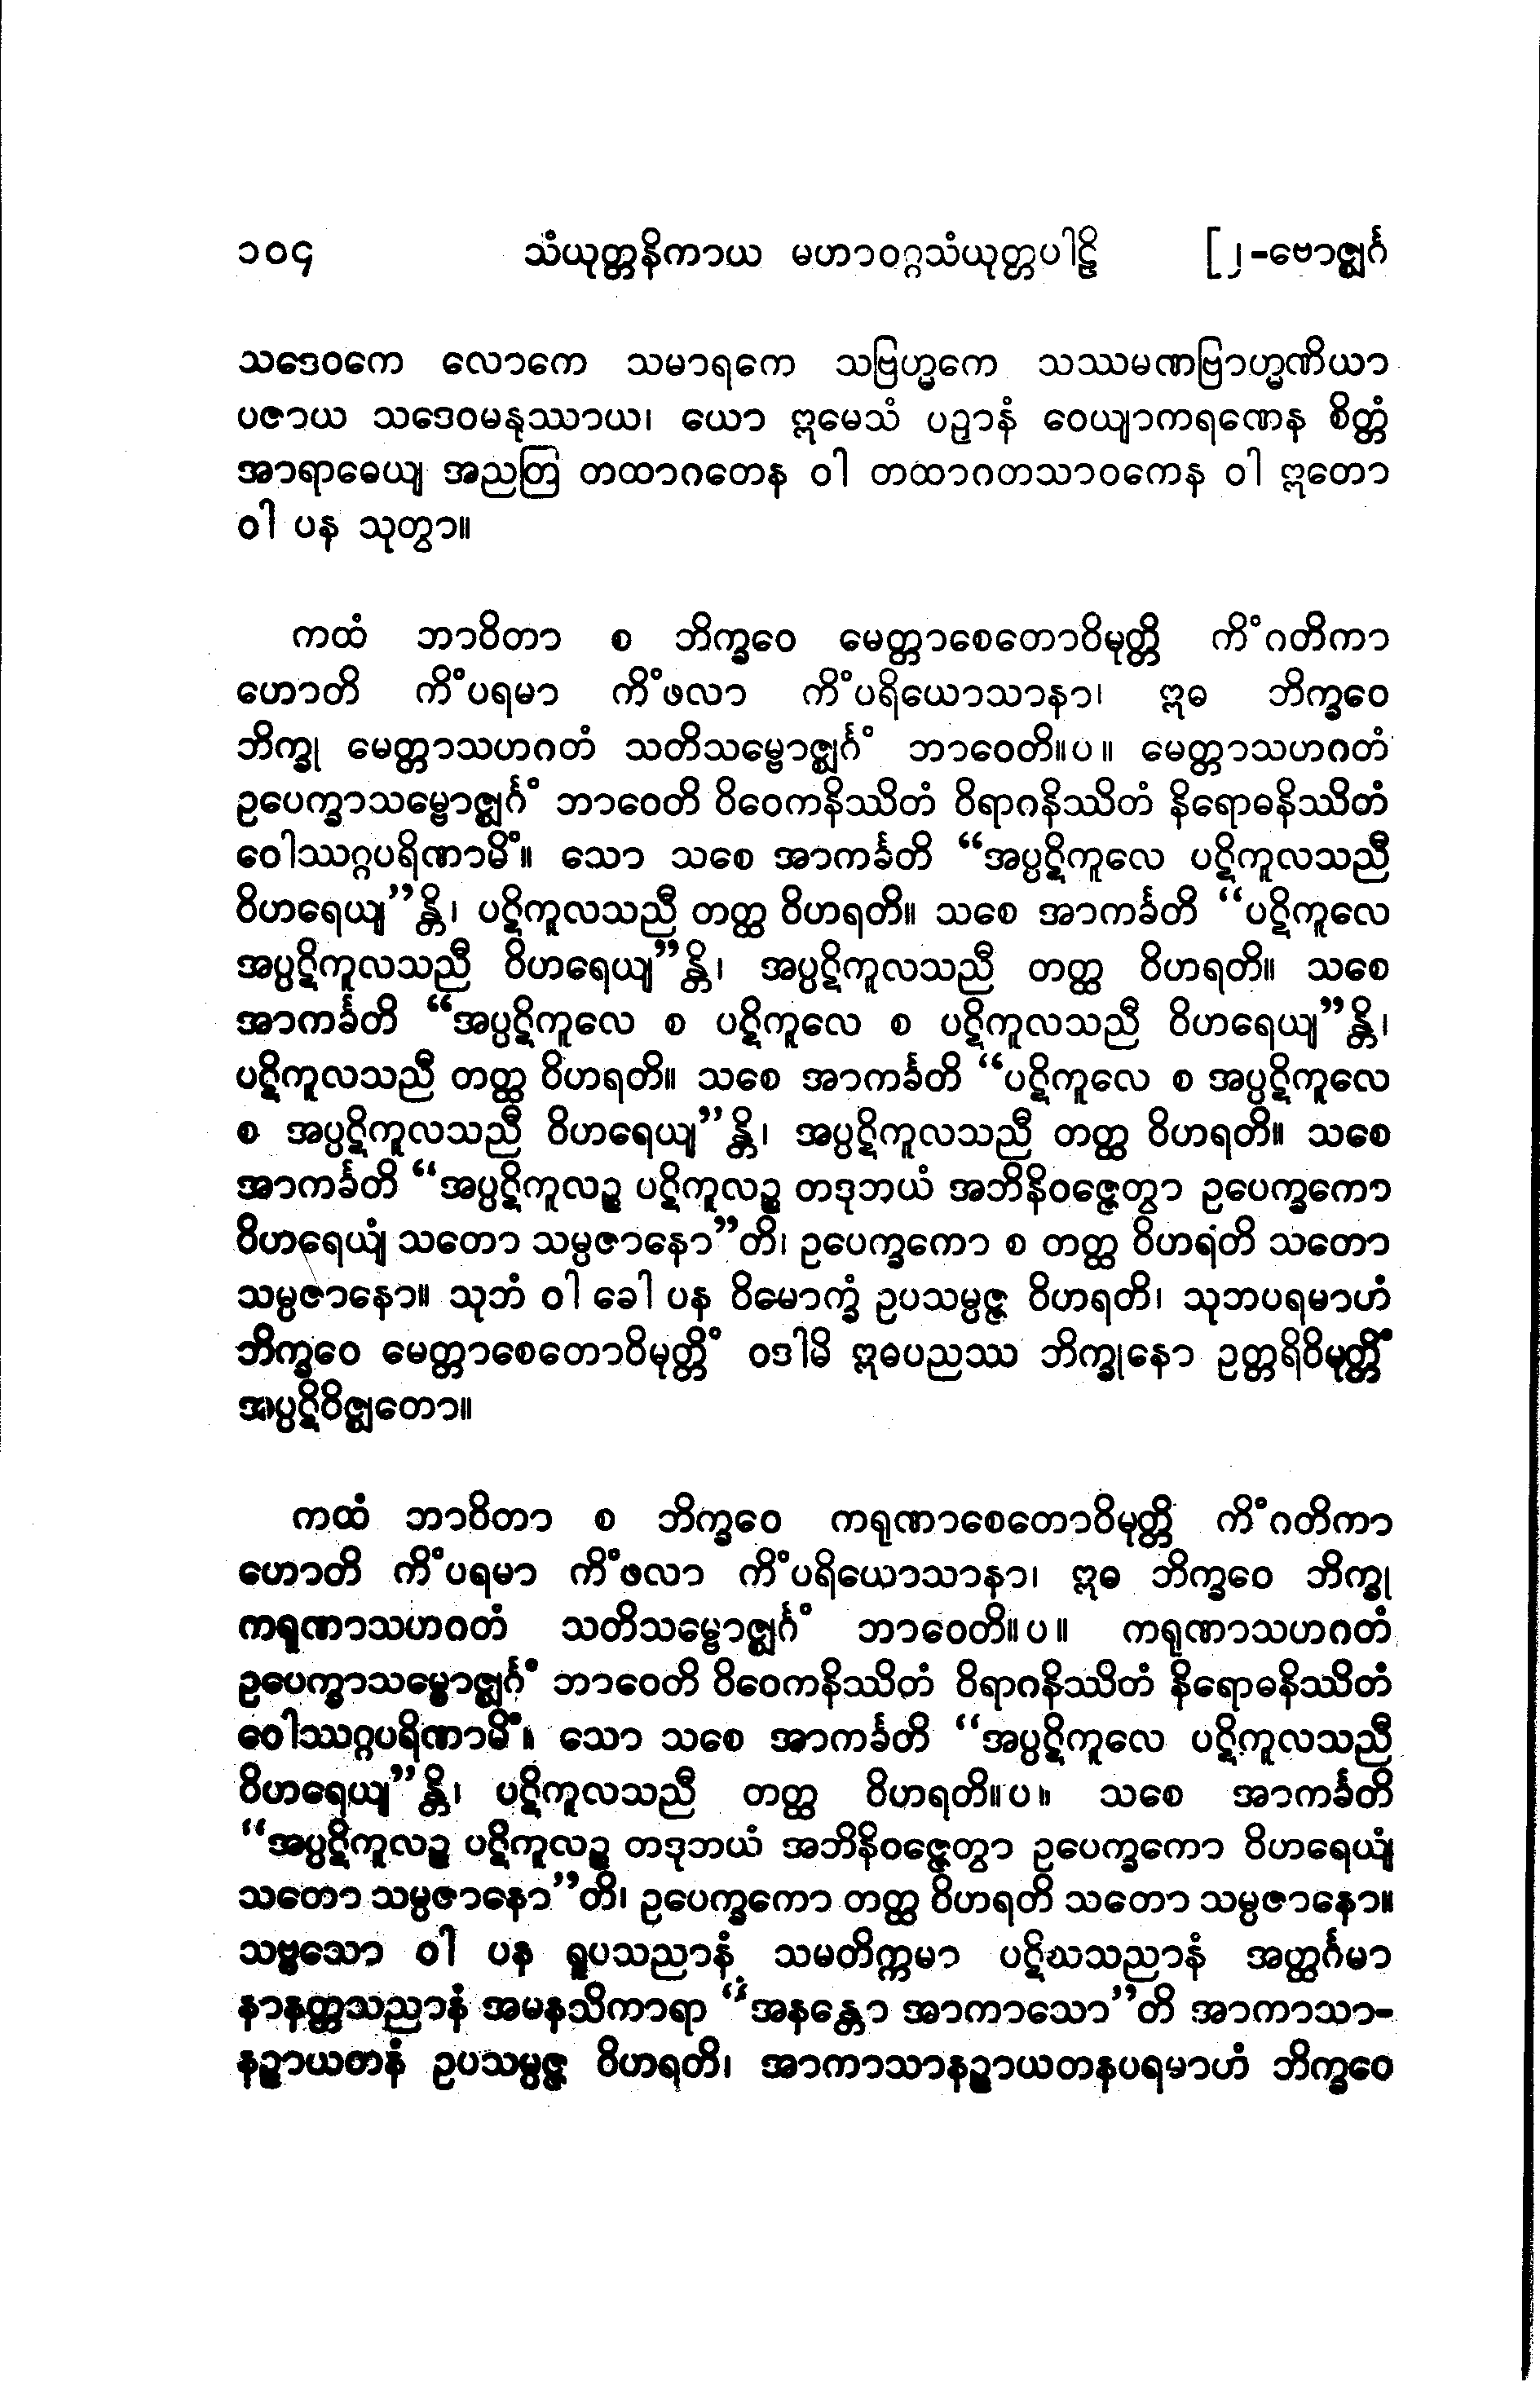 ၁၀၄ သံယုတ္တနိကာယ မဟာဝဂ္ဂသံယုတ္တပါဠိ [၂-ဗောဇ္ဈင်္ဂ
သဒေဝကေ လောကေ သမာရကေ သဗြဟ္မကေ သဿမဏဗြာဟ္မဏိယာ
ပဇာယ သဒေဝမနုဿာယ၊ ယော ဣမေသံ ပဉှာနံ ဝေယျာကရဏေန စိတ္တံ
အာရာဓေယျ အညတြ တထာဂတေန ဝါ တထာဂတသာဝကေန ဝါ ဣတော
ဝါ ပန သုတွာ။
ကထံ ဘာဝိတာ စ ဘိက္ခဝေ မေတ္တာစေတောဝိမုတ္တိ ကိံဂတိကာ
ဟောတိ ကိံပရမာ ကိံဖလာ ကိံပရိယောသာနာ၊ ဣဓ ဘိက္ခဝေ
ဘိက္ခု မေတ္တာသဟဂတံ သတိသမ္ဗောဇ္ဈင်္ဂံ ဘာဝေတိ။ပ။ မေတ္တာသဟဂတံ
ဥပေက္ခာသမ္ဗောဇ္ဈင်္ဂံ ဘာဝေတိ ဝိဝေကနိဿိတံ ဝိရာဂနိဿိတံ နိရောဓနိဿိတံ
ဝေါဿဂ္ဂပရိဏာမိံ။ သော သစေ အာကင်္ခတိ “အပ္ပဋိကူလေ ပဋိကူလသညီ
ဝိဟရေယျ”န္တိ၊ ပဋိကူလသညီ တတ္ထ ဝိဟရတိ။ သစေ အာကင်္ခတိ “ပဋိကူလေ
အပ္ပဋိကူလသညီ ဝိဟရေယျ”န္တိ၊ အပ္ပဋိကူလသညီ တတ္ထ ဝိဟရတိ။ သစေ
အာကင်္ခတိ “အပ္ပဋိကူလေ စ ပဋိကူလေ စ ပဋိကူလသညီ ဝိဟရေယျ”န္တိ၊
ပဋိကူလသညီ တတ္ထ ဝိဟရတိ။ သစေ အာကင်္ခတိ “ပဋိကူလေ စ အပ္ပဋိကူလေ
စ အပ္ပဋိကူလသညီ ဝိဟရေယျ”န္တိ၊ အပ္ပဋိကူလသညီ တတ္ထ ဝိဟရတိ။ သစေ
အာကင်္ခတိ “အပ္ပဋိကူလဉ္စ ပဋိကူလဉ္စ တဒုဘယံ အဘိနိဝဇ္ဇေတွာ ဥပေက္ခကော
ဝိဟရေယျံ သတော သမ္ပဇာနော”တိ၊ ဥပေက္ခကော စ တတ္ထ ဝိဟရတိ သတော
သမ္ပဇာနော။ သုဘံ ဝါ ခေါ ပန ဝိမောက္ခံ ဥပသမ္ပဇ္ဇ ဝိဟရတိ၊ သုဘပရမာဟံ
ဘိက္ခဝေ မေတ္တာစေတောဝိမုတ္တိံ ဝဒါမိ ဣဓပညဿ ဘိက္ခုနော ဥတ္တရိဝိမုတ္တိံ
အပ္ပဋိဝိဇ္ဈတော။
ကထံ ဘာဝိတာ စ ဘိက္ခဝေ ကရုဏာစေတောဝိမုတ္တိ ကိံဂတိကာ
ဟောတိ ကိံပရမာ ကိံဖလာ ကိံပရိယောသာနာ၊ ဣဓ ဘိက္ခဝေ ဘိက္ခု
ကရုဏာသဟဂတံ သတိသမ္ဗောဇ္ဈင်္ဂံ ဘာဝေတိ။ပ။ ကရုဏာသဟဂတံ
ဥပေက္ခာသမ္ဗောဇ္ဈင်္ဂံ ဘာဝေတိ ဝိဝေကနိဿိတံ ဝိရာဂနိဿိတံ နိရောဓနိဿိတံ
ဝေါဿဂ္ဂပရိဏာမိံ။ သော သစေ အာကင်္ခတိ “အပ္ပဋိကူလေ ပဋိကူလသညီ
ဝိဟရေယျ”န္တိ၊ ပဋိကူလသညီ တတ္ထ ဝိဟရတိ။ပ။ သစေ အာကင်္ခတိ
“အပ္ပဋိကူလဉ္စ ပဋိကူလဉ္စ တဒုဘယံ အဘိနိဝဇ္ဇေတွာ ဥပေက္ခကော ဝိဟရေယျံ
သတော သမ္ပဇာနော”တိ၊ ဥပေက္ခကော တတ္ထ ဝိဟရတိ သတော သမ္ပဇာနော။
သဗ္ဗသော ဝါ ပန ရူပသညာနံ သမတိက္ကမာ ပဋိဃသညာနံ အတ္ထင်္ဂမာ
နာနတ္တသညာနံ အမနသိကာရာ “အနန္တော အာကာသော”တိ အာကာသာ-
နဉ္စာယတနံ ဥပသမ္ပဇ္ဇ ဝိဟရတိ၊ အာကာသာနဉ္စာယတနပရမာဟံ ဘိက္ခဝေ